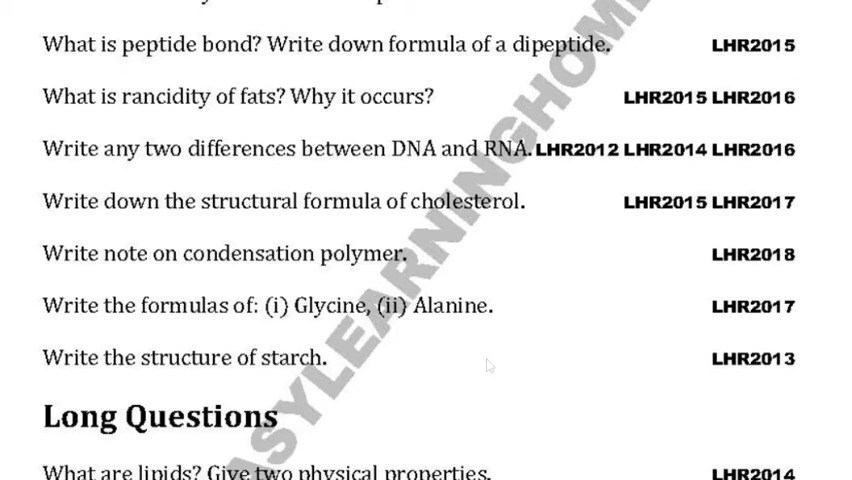 What is peptide bond? Write down formula of a dipeptide. LHR2015
What is rancidity of fats? Why it occurs? LHR2015 LHR2016
Write any two differences between DNA and RNA. LHR2012 LHR2014 LHR2016
Write down the structural formula of cholesterol. LHR2015 LHR2017
Write note on condensation polymer. LHR2018
Write the formulas of: (i) Glycine, (ii) Alanine. LHR2017
Write the structure of starch. LHR2013
Long Questions
What are lipids? Give two physical properties. LHR2014
ASYLEARNINGHOM